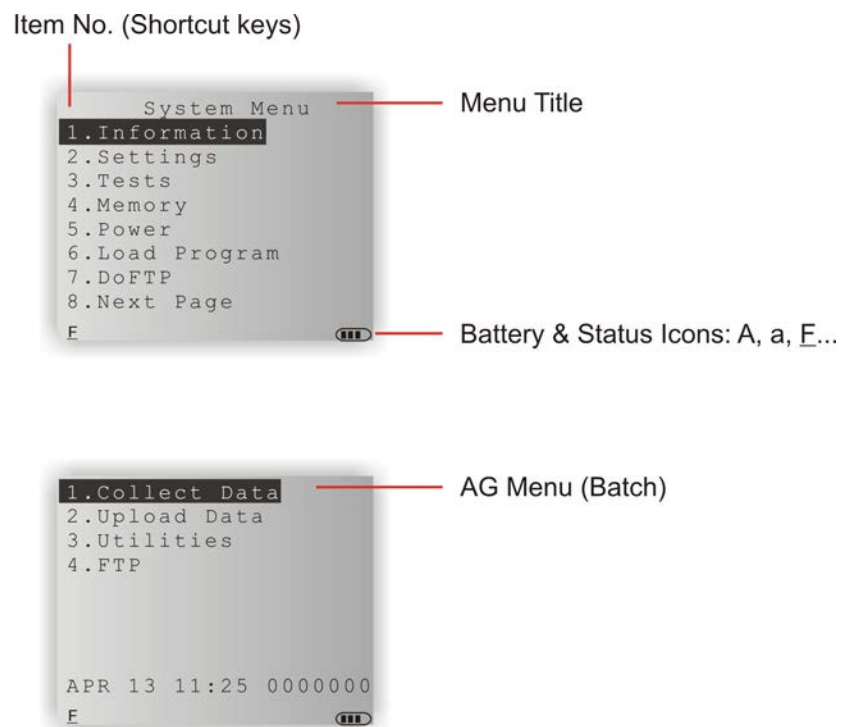 Item No. (Shortcut keys)
System Menu
Menu Title
1.Information
2.Settings
3.Tests
4.Memory
5.Power
6.Load Program
7.DoFTP
8.Next Page
F
Battery & Status Icons: A, a, F...
1.Collect Data
AG Menu (Batch)
2.Upload Data
3.Utilities
4.FTP
APR 13 11:25 0000000
F